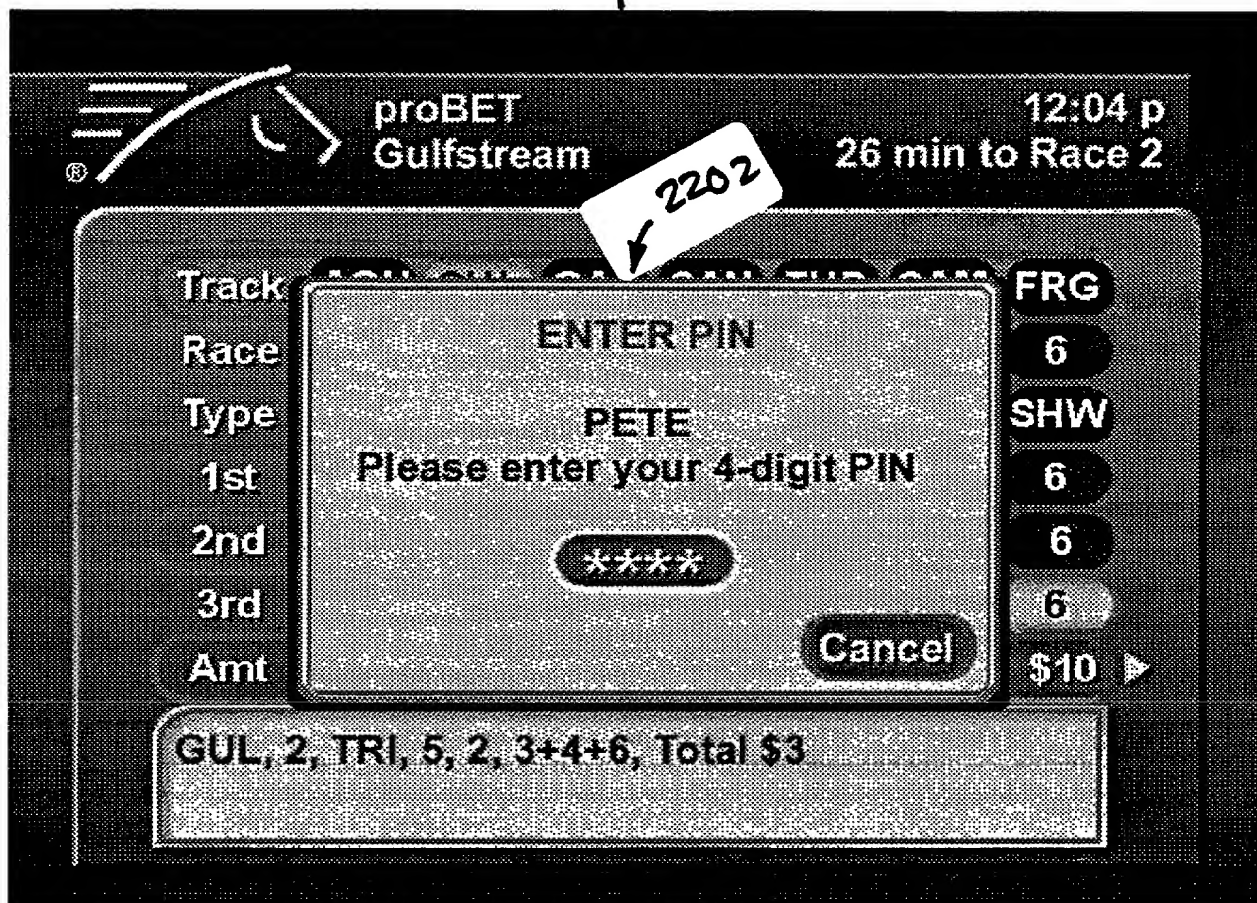 proBET
Gulfstream
12:04 p
26 min to Race 2
®
2202
Track FRG
ENTER PIN
Race 6
PETE
Type SHW
Please enter your 4-digit PIN
1st 6
2nd 6
****
3rd 6
Cancel
Amt $10
GUL, 2, TRI, 5, 2, 3+4+6, Total $3